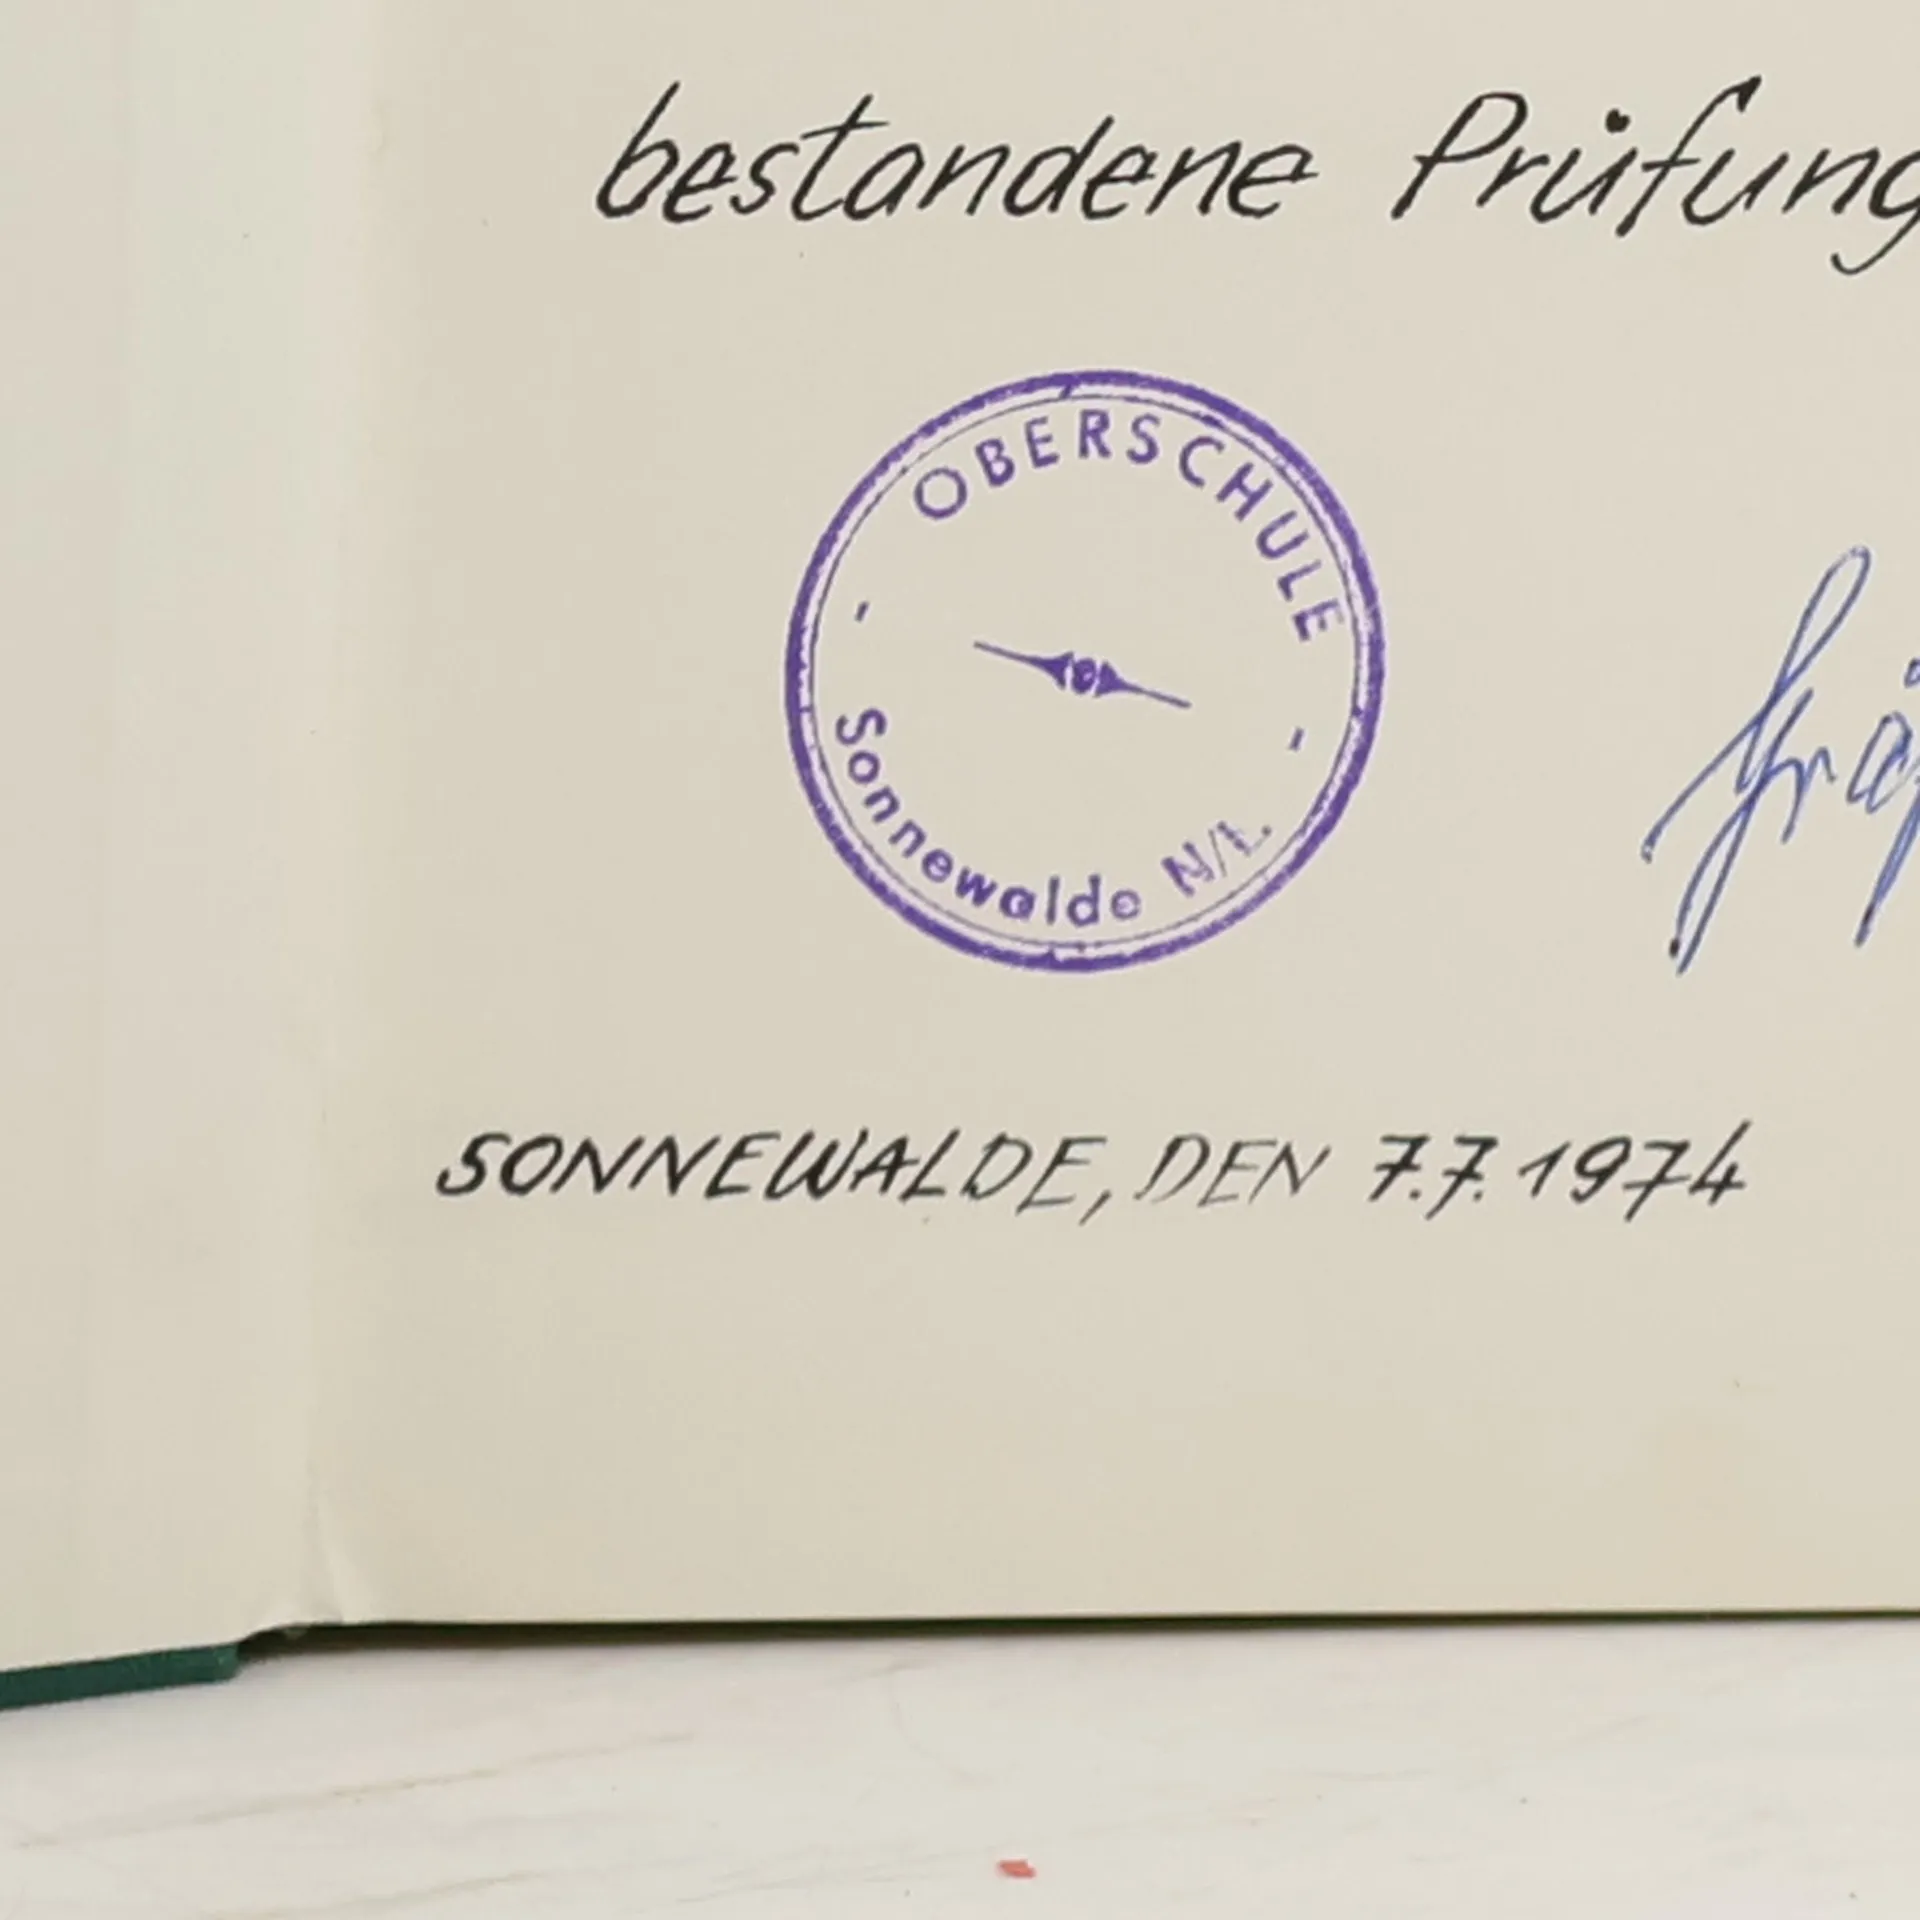 bestandene Prüfung
OBERSCHULE
Sonnewalde N/L.
SONNEWALDE, DEN 7.7.1974